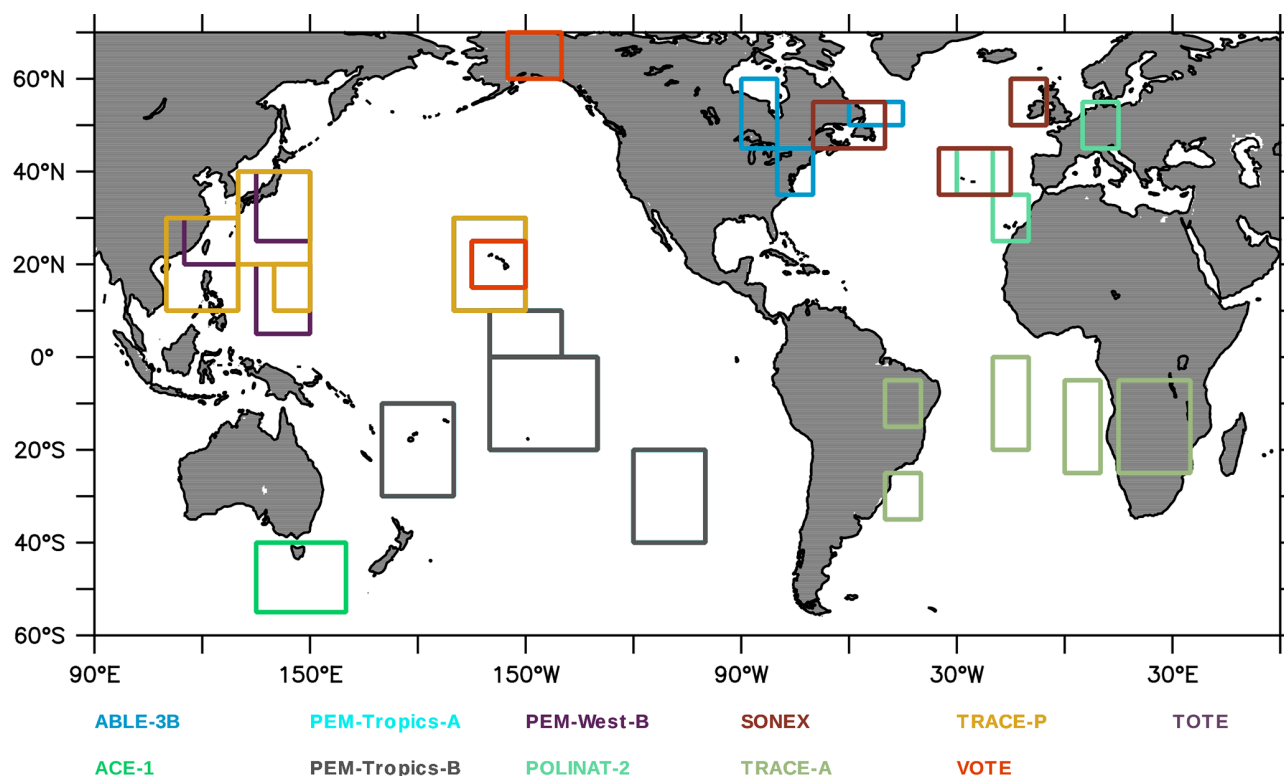 60°N
40°N
20°N
0°
20°S
40°S
60°S
90°E 150°E 150°W 90°W 30°W 30°E
ABLE-3B PEM-Tropics-A PEM-West-B SONEX TRACE-P TOTE
ACE-1 PEM-Tropics-B POLINAT-2 TRACE-A VOTE